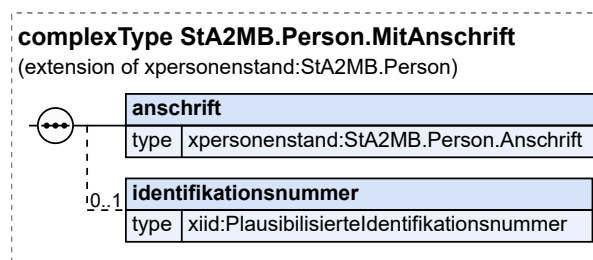 complexType StA2MB.Person.MitAnschrift
(extension of xpersonenstand:StA2MB.Person)
anschrift
type xpersonenstand:StA2MB.Person.Anschrift
0..1
identifikationsnummer
type xiid:PlausibilisierteIdentifikationsnummer